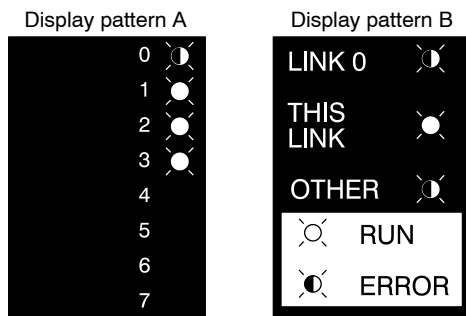 Display pattern A
0
1
2
3
4
5
6
7
Display pattern B
LINK 0
THIS
LINK
OTHER
RUN
ERROR